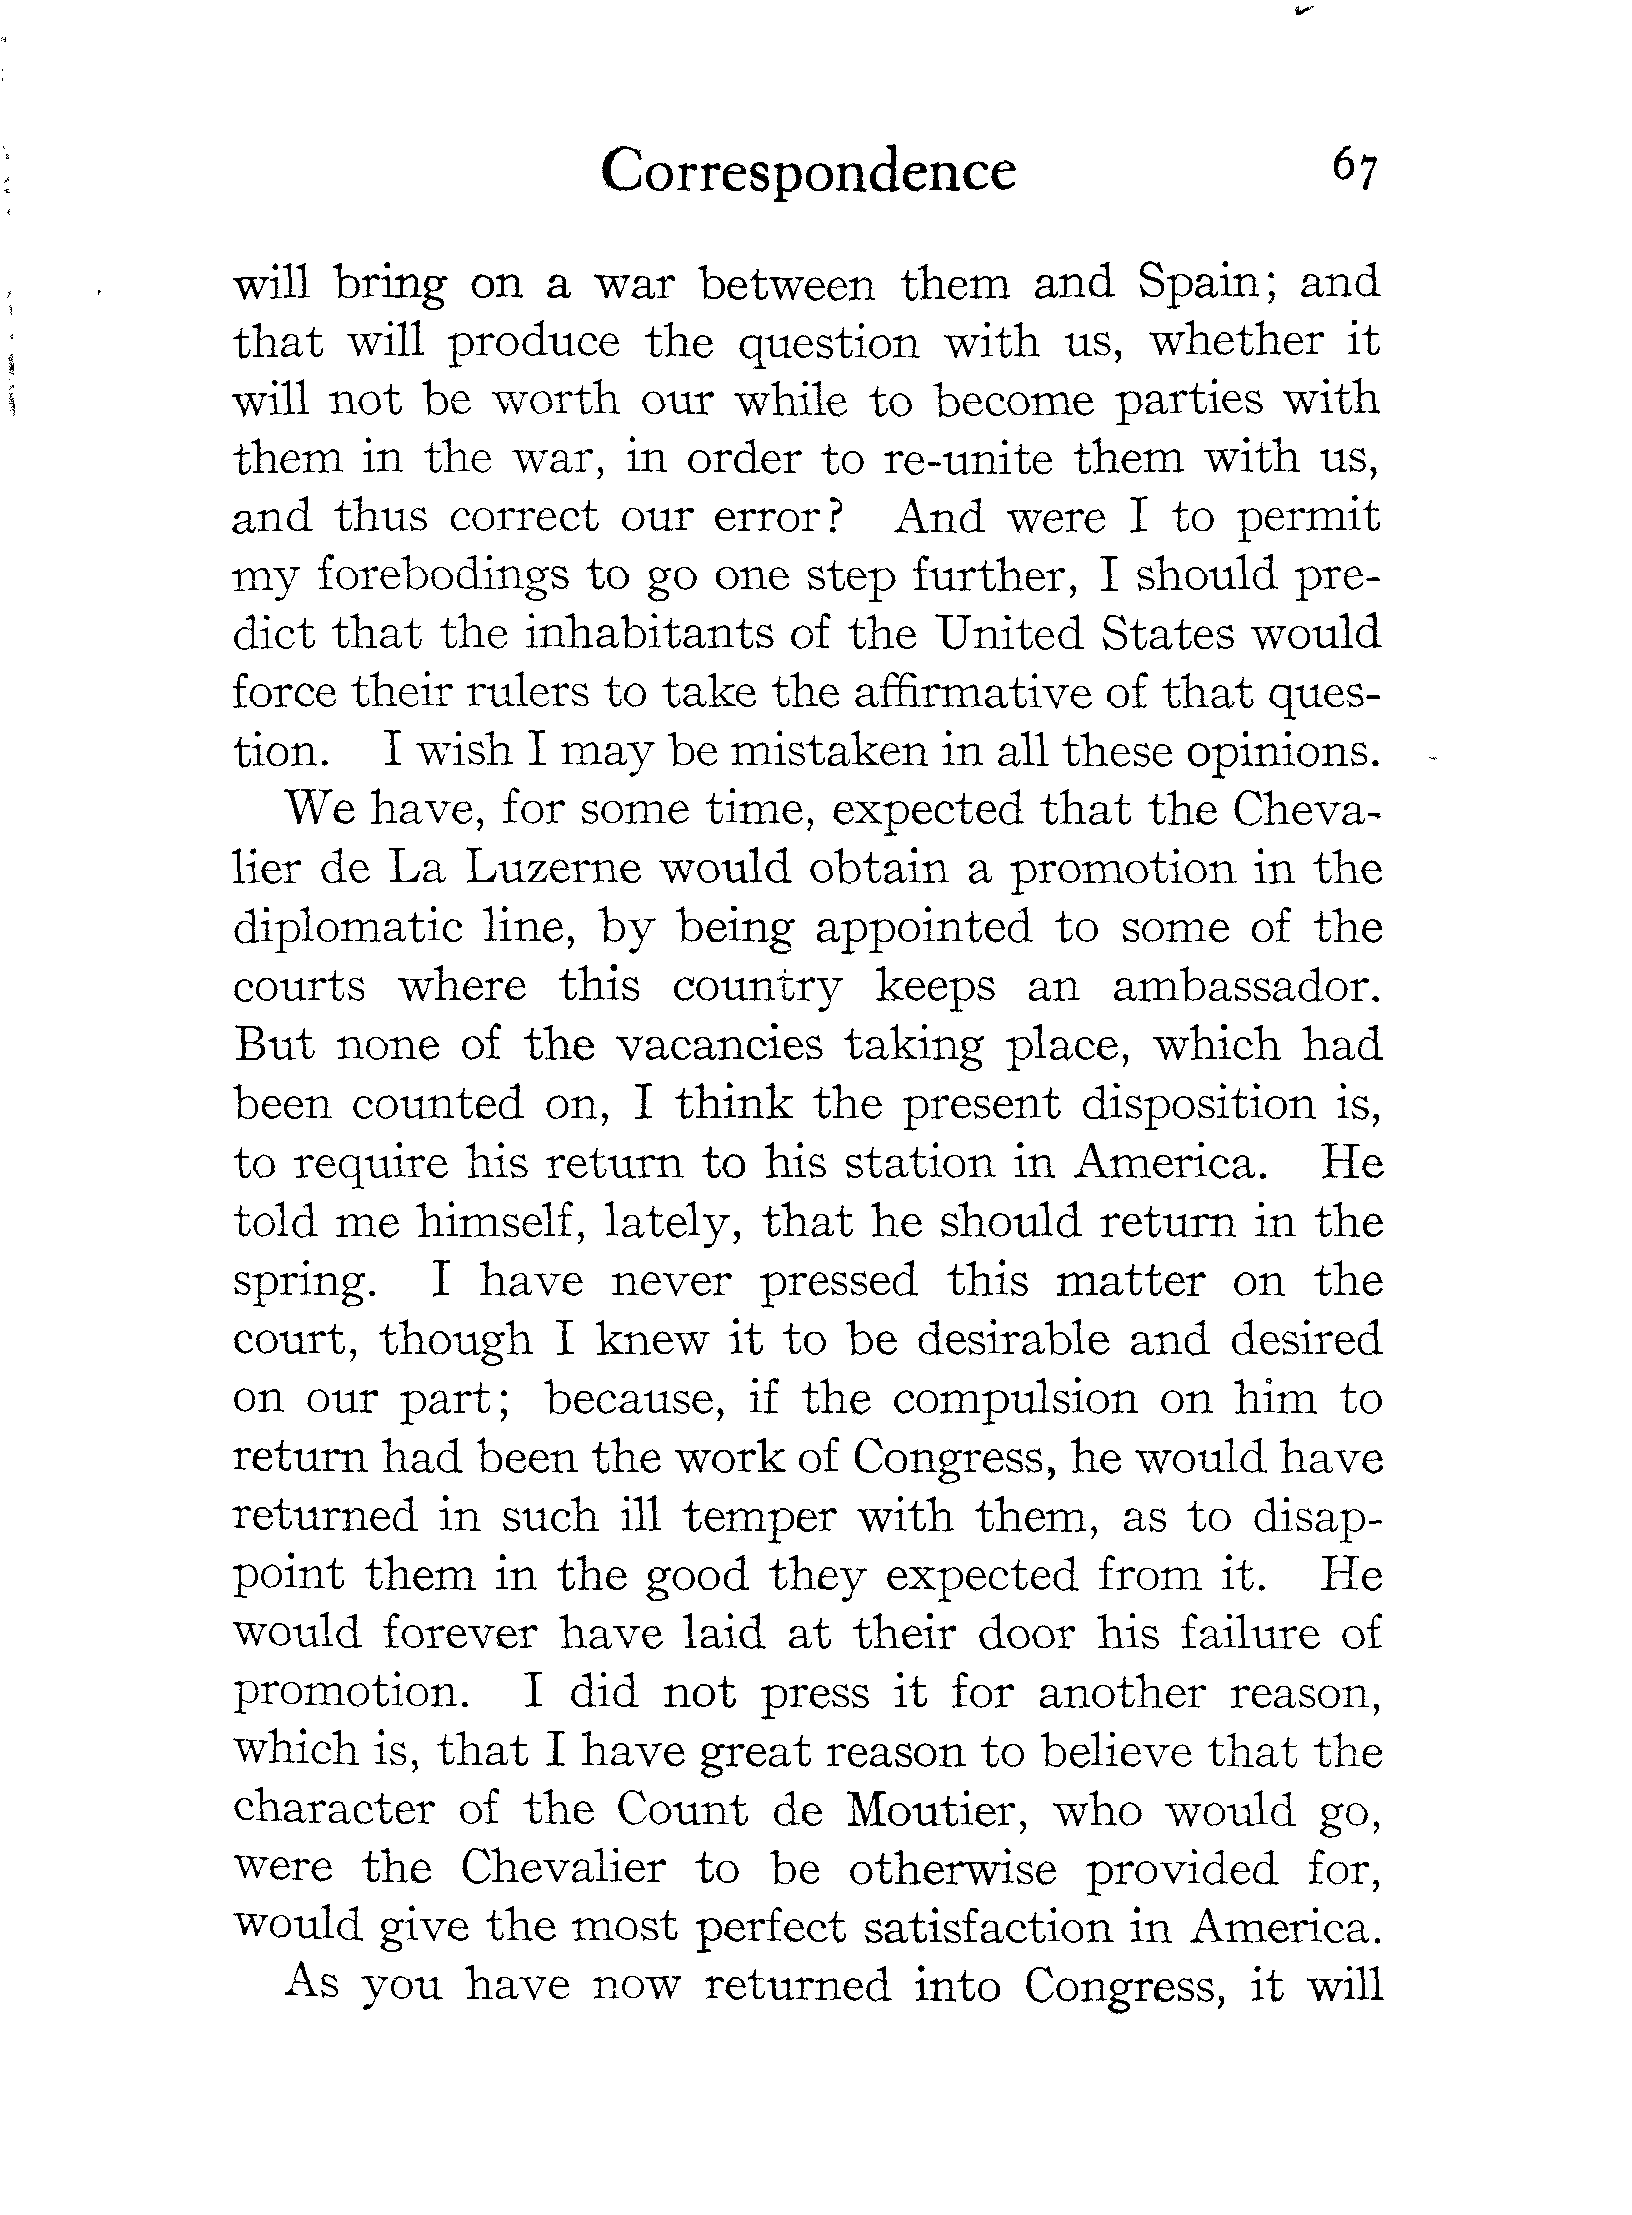 Correspondence 67
will bring on a war between them and Spain; and
that will produce the question with us, whether it
will not be worth our while to become parties with
them in the war, in order to re-unite them with us,
and thus correct our error? And were I to permit
my forebodings to go one step further, I should pre-
dict that the inhabitants of the United States would
force their rulers to take the affirmative of that ques-
tion. I wish I may be mistaken in all these opinions.
We have, for some time, expected that the Cheva-
lier de La Luzerne would obtain a promotion in the
diplomatic line, by being appointed to some of the
courts where this country keeps an ambassador.
But none of the vacancies taking place, which had
been counted on, I think the present disposition is,
to require his return to his station in America. He
told me himself, lately, that he should return in the
spring. I have never pressed this matter on the
court, though I knew it to be desirable and desired
on our part; because, if the compulsion on him to
return had been the work of Congress, he would have
returned in such ill temper with them, as to disap-
point them in the good they expected from it. He
would forever have laid at their door his failure of
promotion. I did not press it for another reason,
which is, that I have great reason to believe that the
character of the Count de Moutier, who would go,
were the Chevalier to be otherwise provided for,
would give the most perfect satisfaction in America.
As you have now returned into Congress, it will